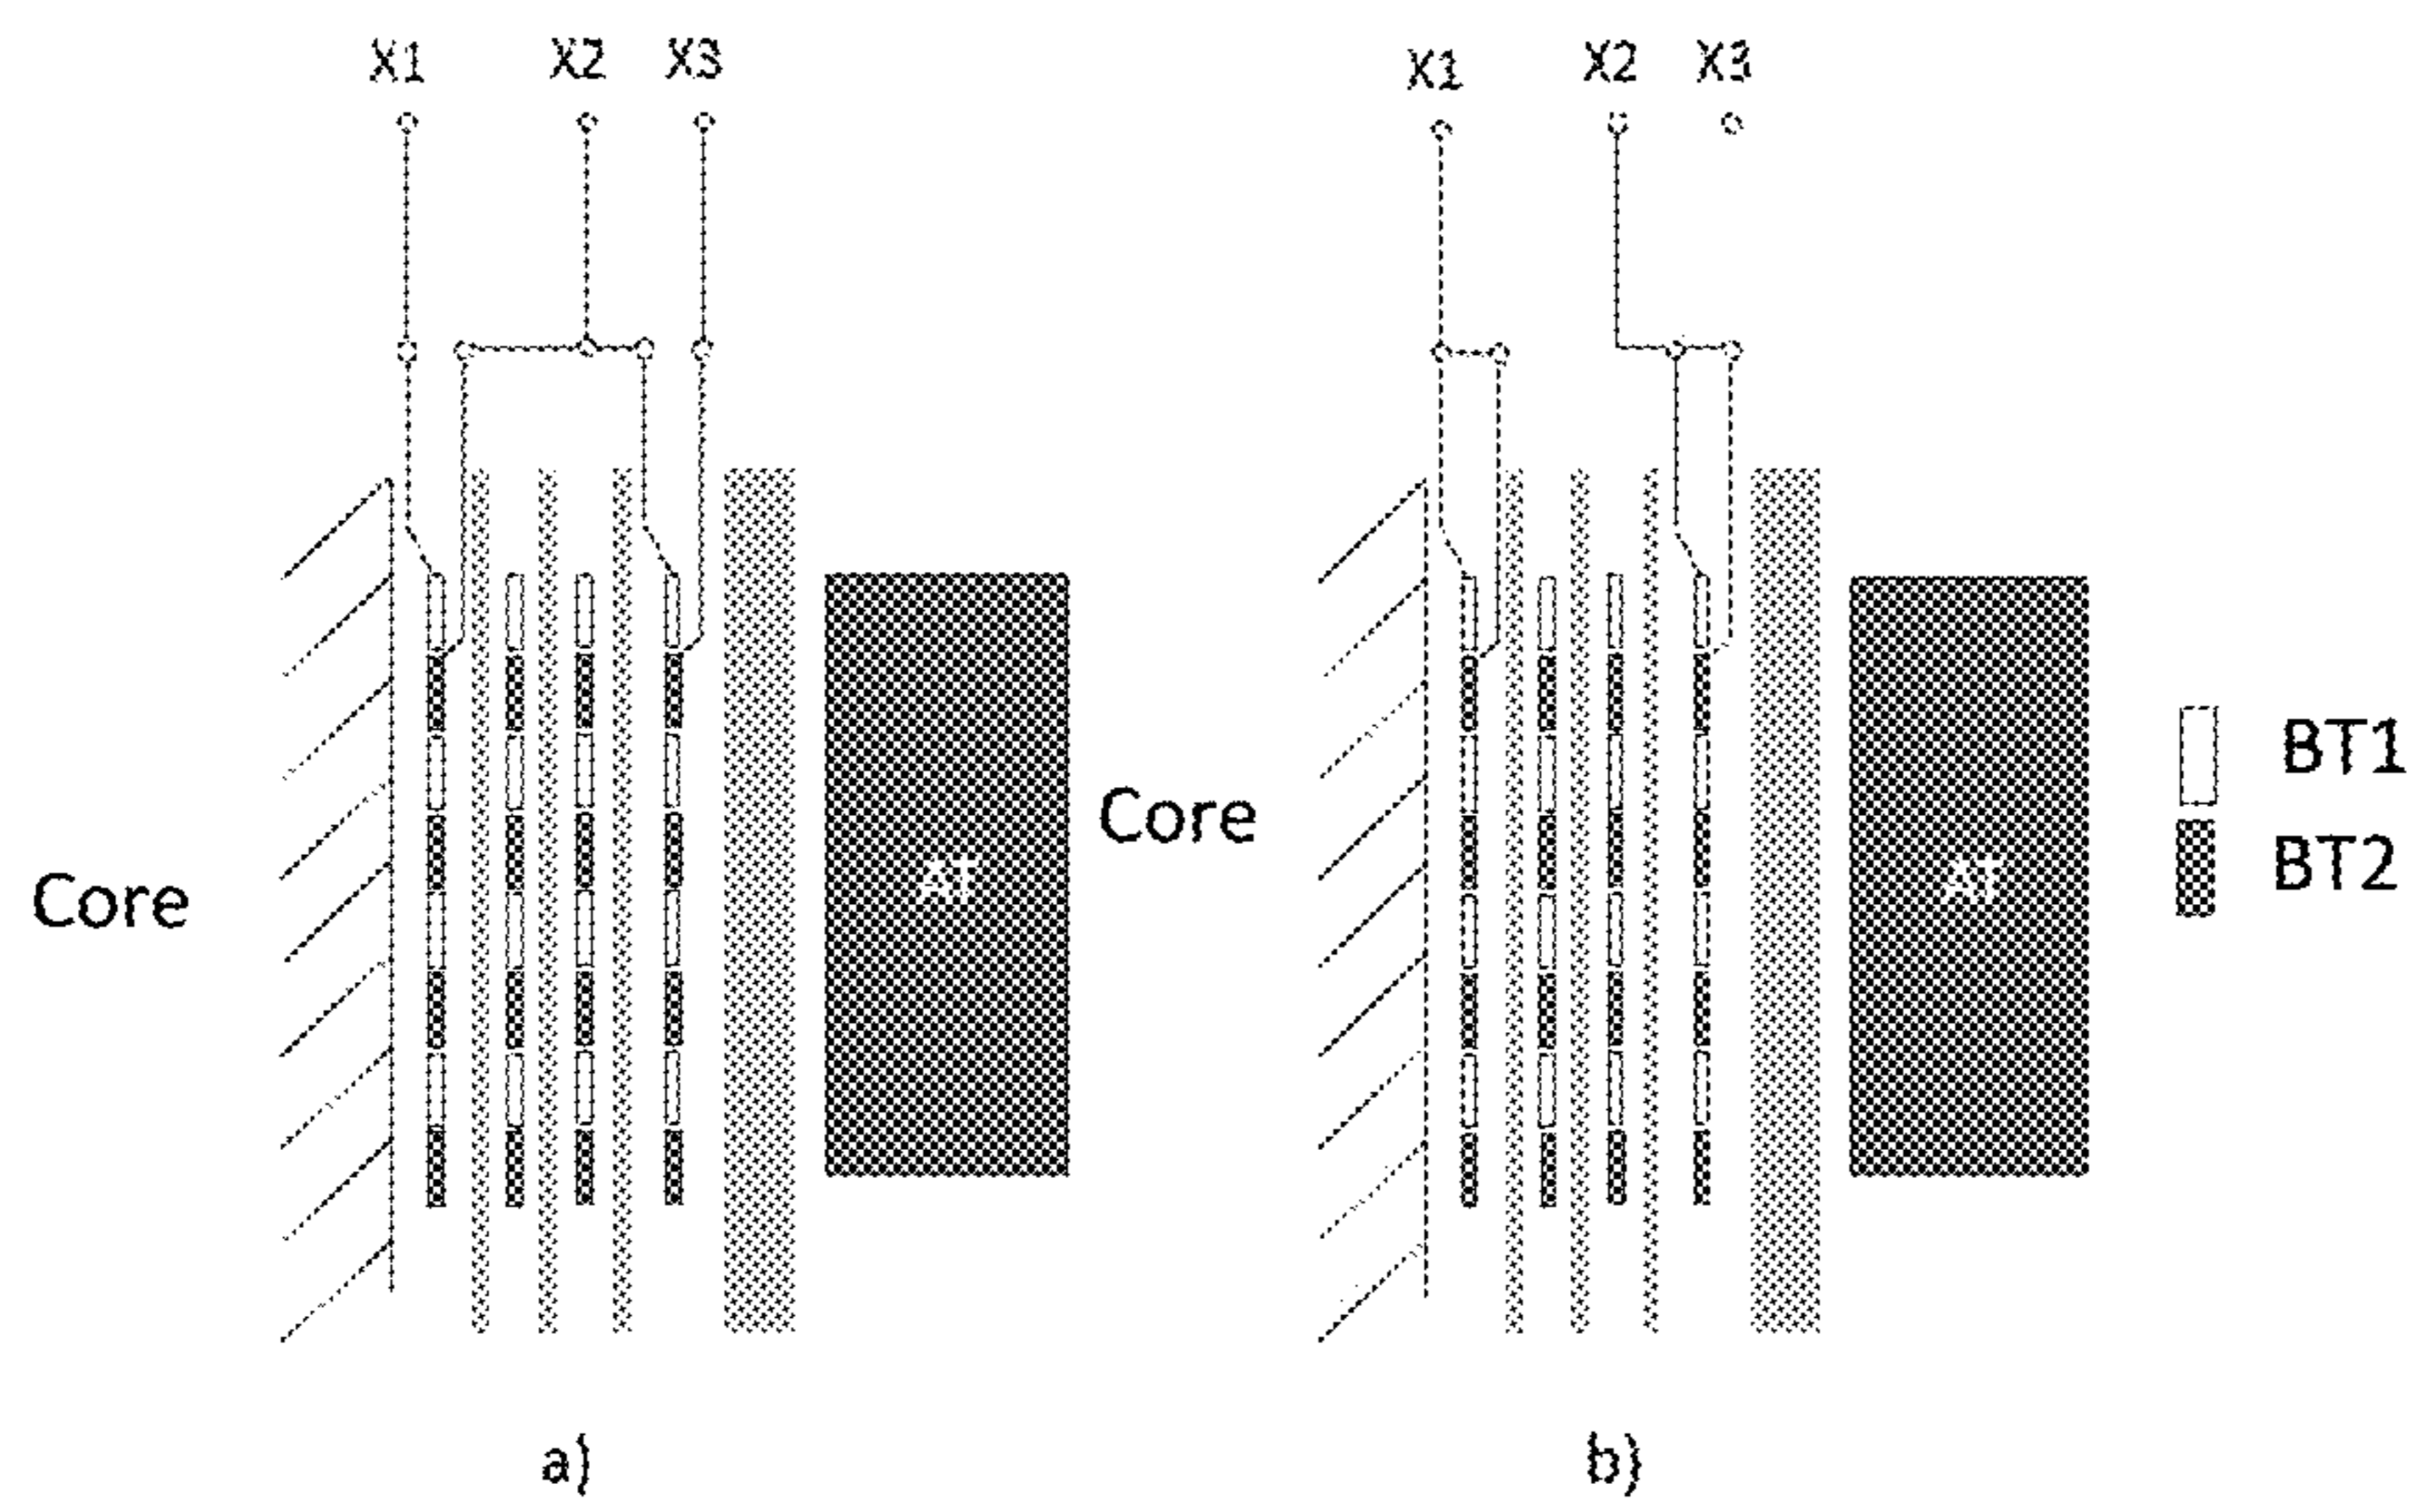 X1 X2 X3
X1 X2 X3
Core
AT
Core
AT
BT1
BT2
a)
b)